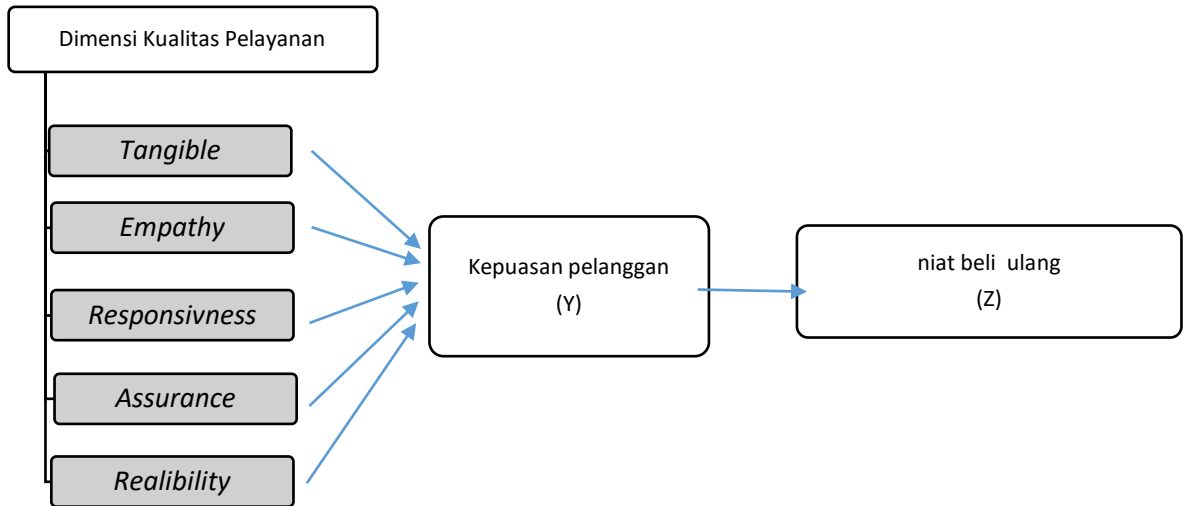 Dimensi Kualitas Pelayanan
Tangible
Empathy
Responsivness
Assurance
Realibility
Kepuasan pelanggan
(Y)
niat beli ulang
(Z)